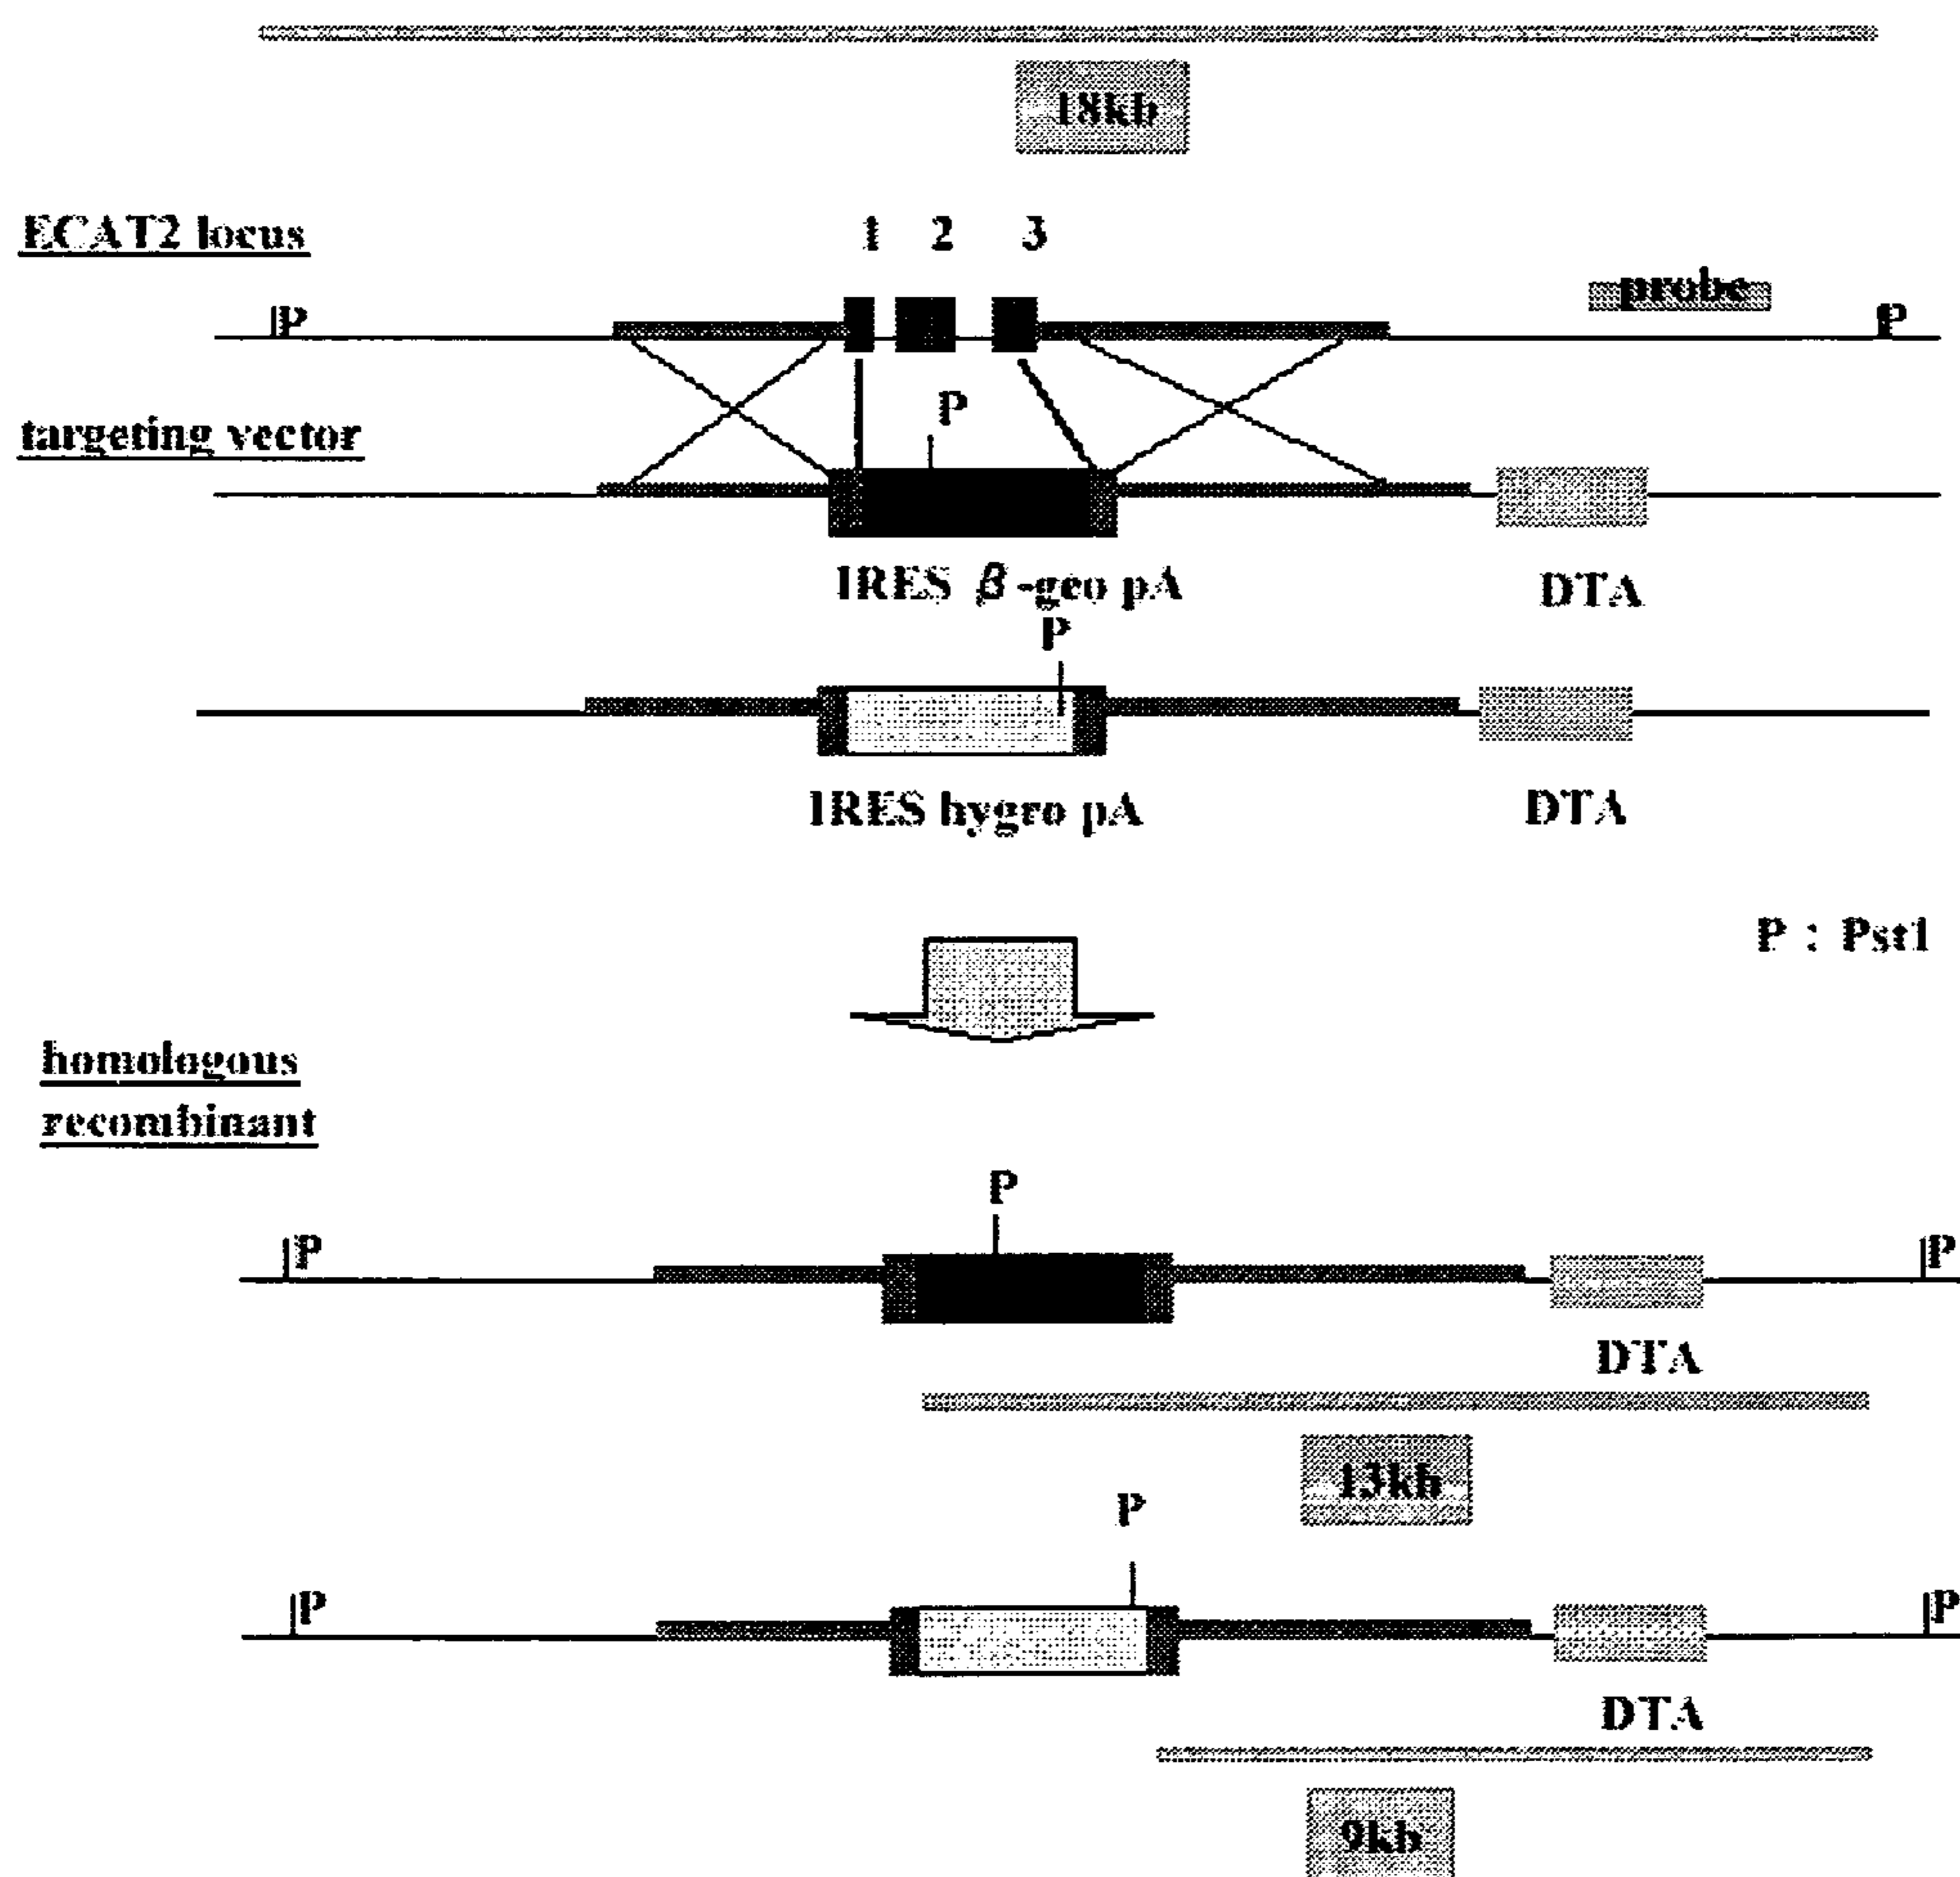 18kb
ECAT2 locus
1 2 3
probe
P
P
targeting vector
P
IRES β-geo pA
DTA
P
IRES hygro pA
DTA
P : Pst1
homologous
recombinant
P
P
P
DTA
13kb
P
P
P
DTA
9kb